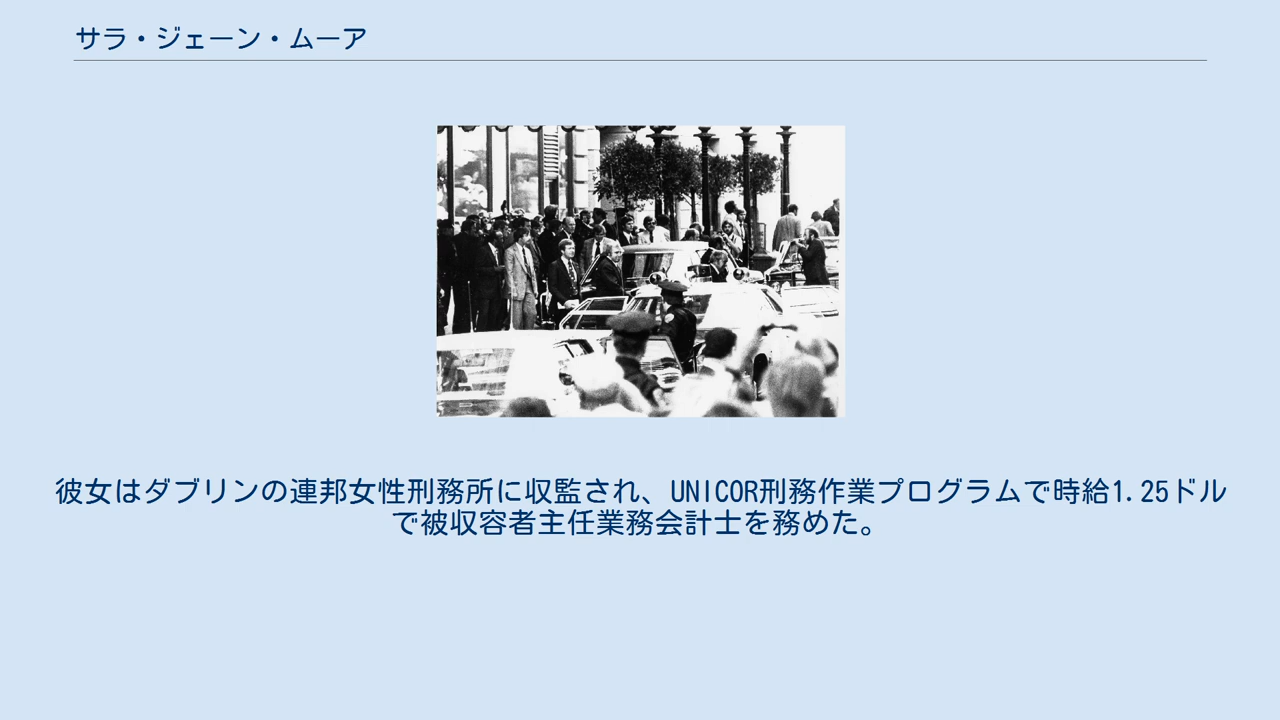 サラ・ジェーン・ムーア
彼女はダブリンの連邦女性刑務所に収監され、UNICOR刑務作業プログラムで時給1.25ドル
で被収容者主任業務会計士を務めた。